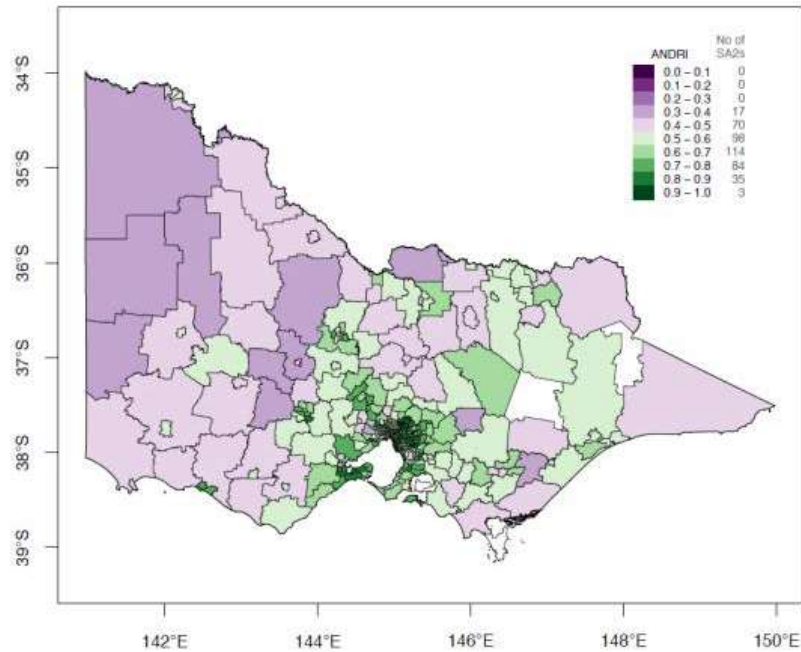 No of
ANDRI SA2s
0.0 – 0.1 0
0.1 – 0.2 0
0.2 – 0.3 0
0.3 – 0.4 17
0.4 – 0.5 70
0.5 – 0.6 98
0.6 – 0.7 114
0.7 – 0.8 84
0.8 – 0.9 35
0.9 – 1.0 3
34°S
35°S
36°S
37°S
38°S
39°S
142°E 144°E 146°E 148°E 150°E